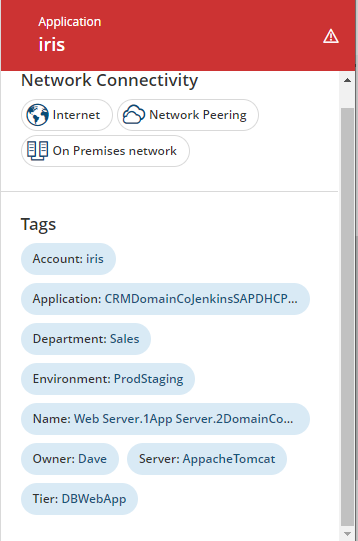 Application
iris
Network Connectivity
Internet
Network Peering
On Premises network
Tags
Account: iris
Application: CRMDomainCoJenkinsSAPDHCP...
Department: Sales
Environment: ProdStaging
Name: Web Server.1App Server.2DomainCo...
Owner: Dave
Server: AppacheTomcat
Tier: DBWebApp